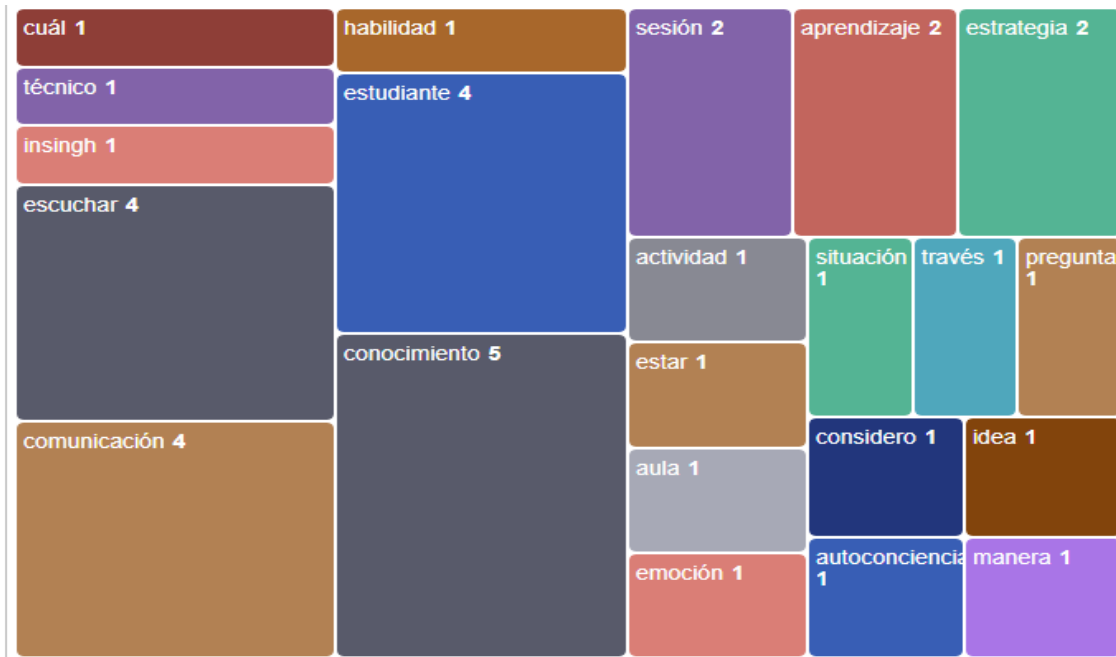 cuál 1
técnico 1
insingh 1
escuchar 4
comunicación 4
habilidad 1
estudiante 4
conocimiento 5
sesión 2
aprendizaje 2
estrategia 2
actividad 1
estar 1
aula 1
emoción 1
situación
1
través 1
pregunta
1
considero 1
idea 1
autoconciencia
1
manera 1